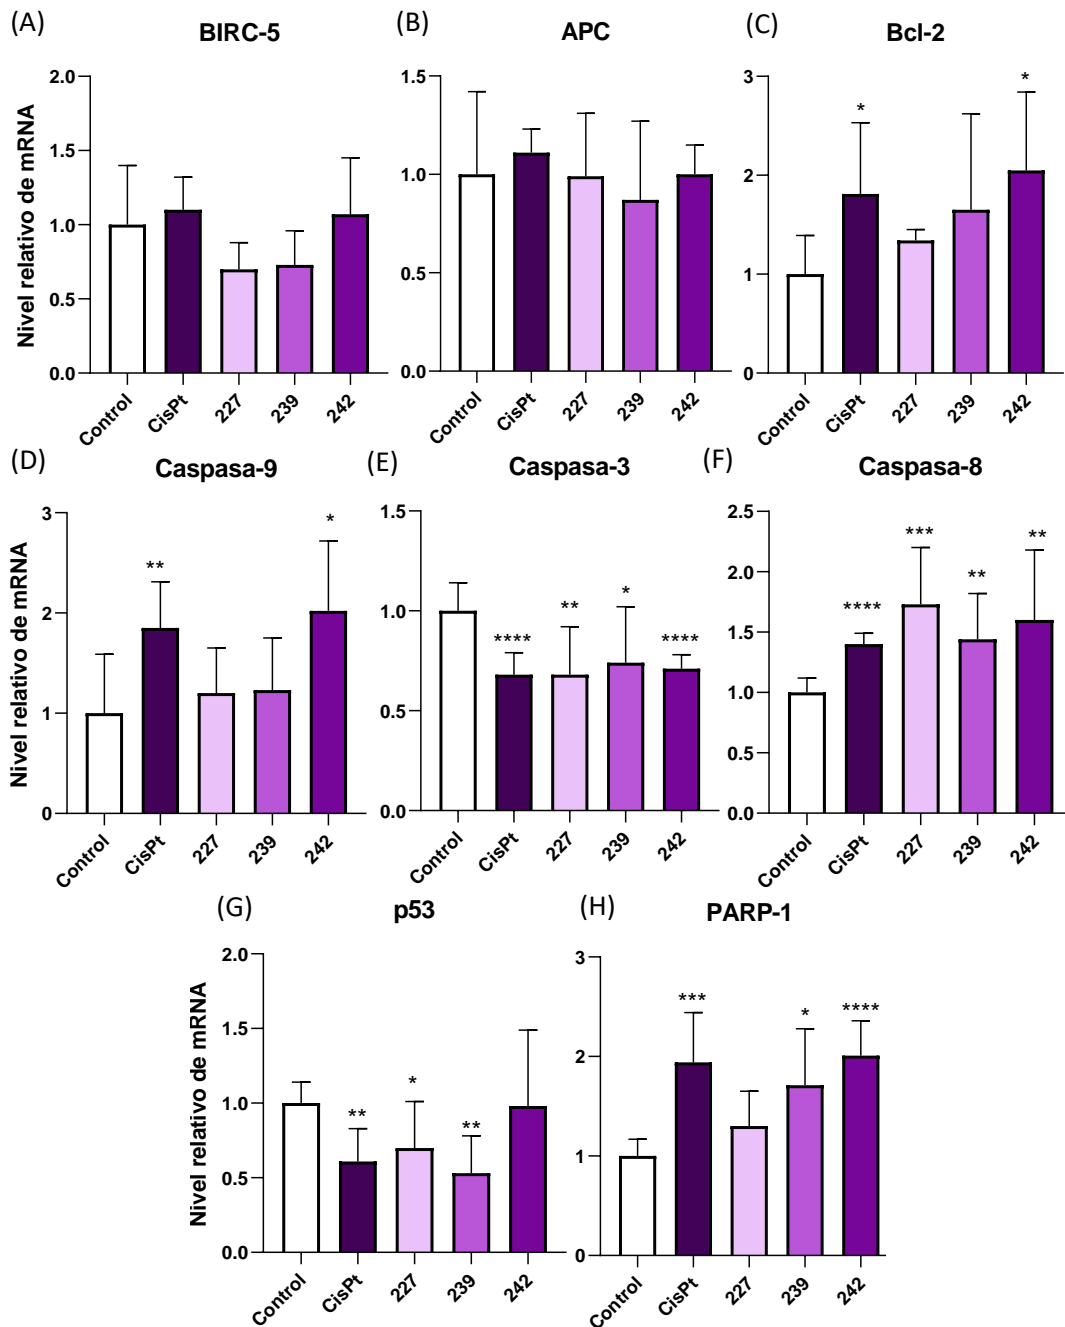 (A) BIRC-5
(B) APC
(C) Bcl-2
Nivel relativo de mRNA
2.0
1.5
1.0
0.5
0.0
Control CisPt 227 239 242
1.5
1.0
0.5
0.0
Control CisPt 227 239 242
3
2
1
0
* *
Control CisPt 227 239 242
(D) Caspasa-9
(E) Caspasa-3
(F) Caspasa-8
Nivel relativo de mRNA
3
2
1
0
** *
Control CisPt 227 239 242
1.5
1.0
0.5
0.0
**** ** * ****
Control CisPt 227 239 242
2.5
2.0
1.5
1.0
0.5
0.0
**** *** ** **
Control CisPt 227 239 242
(G) p53
(H) PARP-1
Nivel relativo de mRNA
2.0
1.5
1.0
0.5
0.0
** * **
Control CisPt 227 239 242
3
2
1
0
*** * ****
Control CisPt 227 239 242